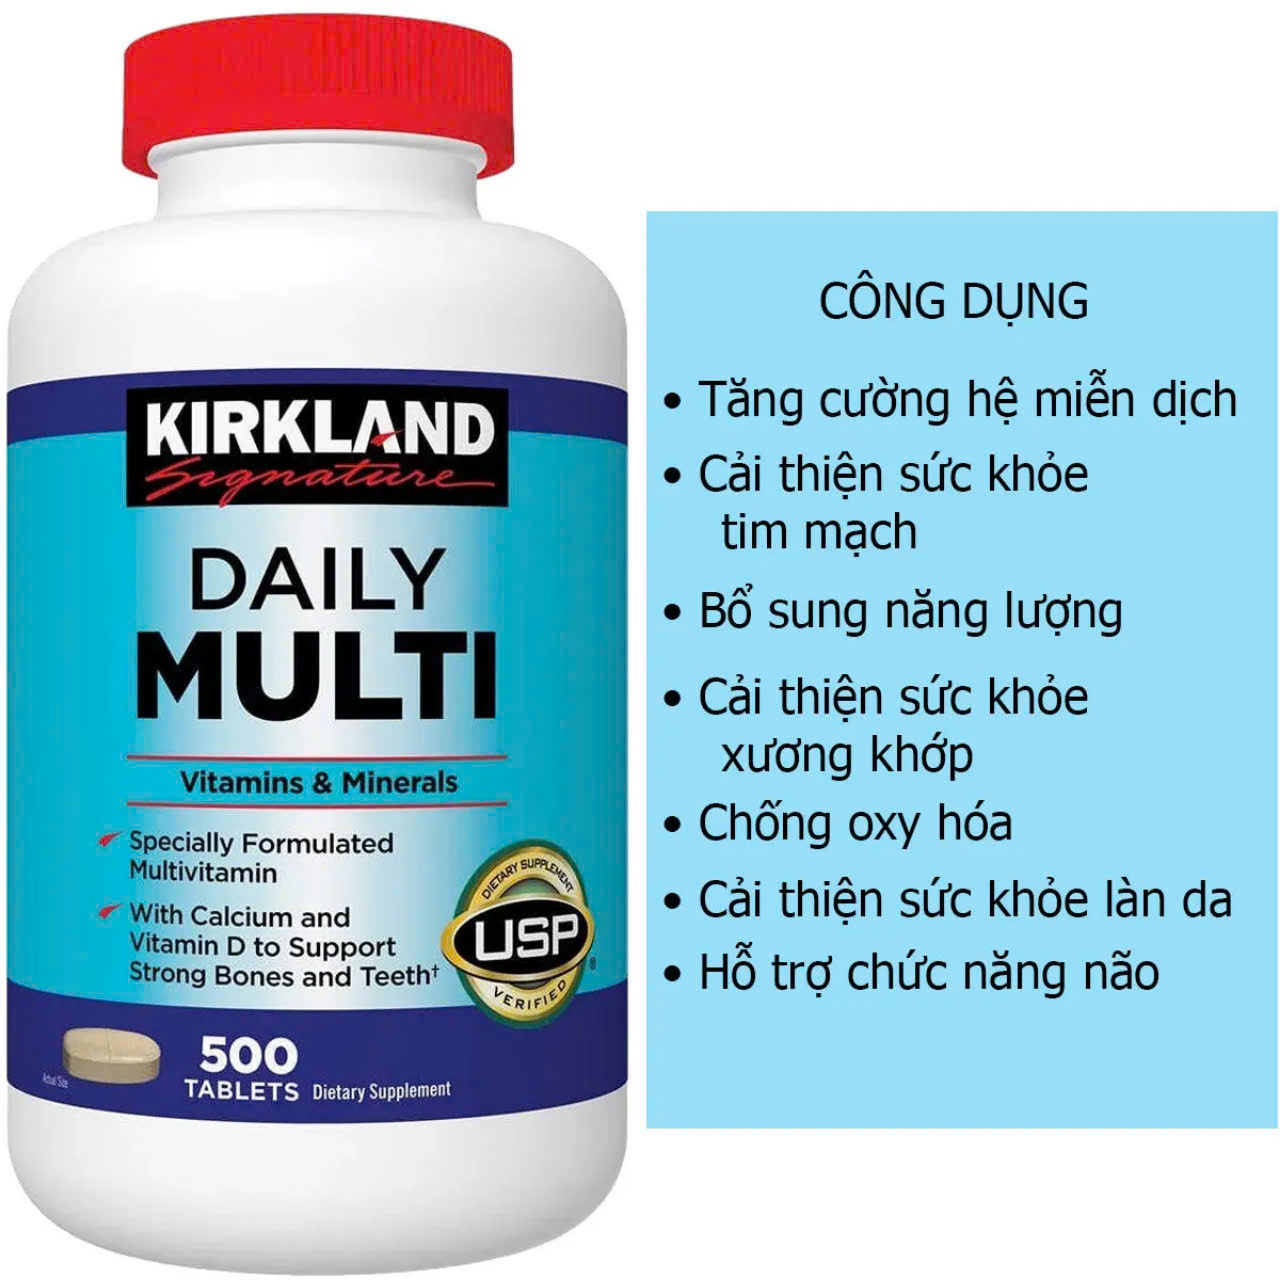 KIRKLAND
Signature
DAILY
MULTI
Vitamins & Minerals
Specially Formulated
Multivitamin
With Calcium and
Vitamin D to Support
Strong Bones and Teeth†
DIETARY SUPPLEMENT
USP
VERIFIED
®
Actual Size
500
TABLETS Dietary Supplement
CÔNG DỤNG
• Tăng cường hệ miễn dịch
• Cải thiện sức khỏe
tim mạch
• Bổ sung năng lượng
• Cải thiện sức khỏe
xương khớp
• Chống oxy hóa
• Cải thiện sức khỏe làn da
• Hỗ trợ chức năng não